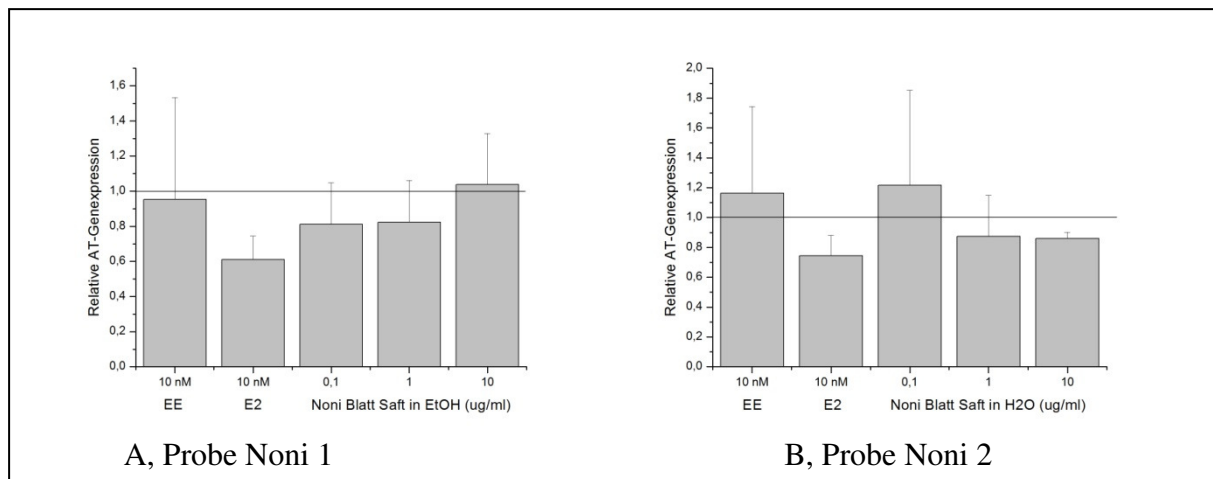 Relative AT-Genexpression
1,6
1,4
1,2
1,0
0,8
0,6
0,4
0,2
0,0
10 nM 10 nM 0,1 1 10
EE E2 Noni Blatt Saft in EtOH (ug/ml)
A, Probe Noni 1
Relative AT-Genexpression
2,0
1,8
1,6
1,4
1,2
1,0
0,8
0,6
0,4
0,2
0,0
10 nM 10 nM 0,1 1 10
EE E2 Noni Blatt Saft in H2O (ug/ml)
B, Probe Noni 2